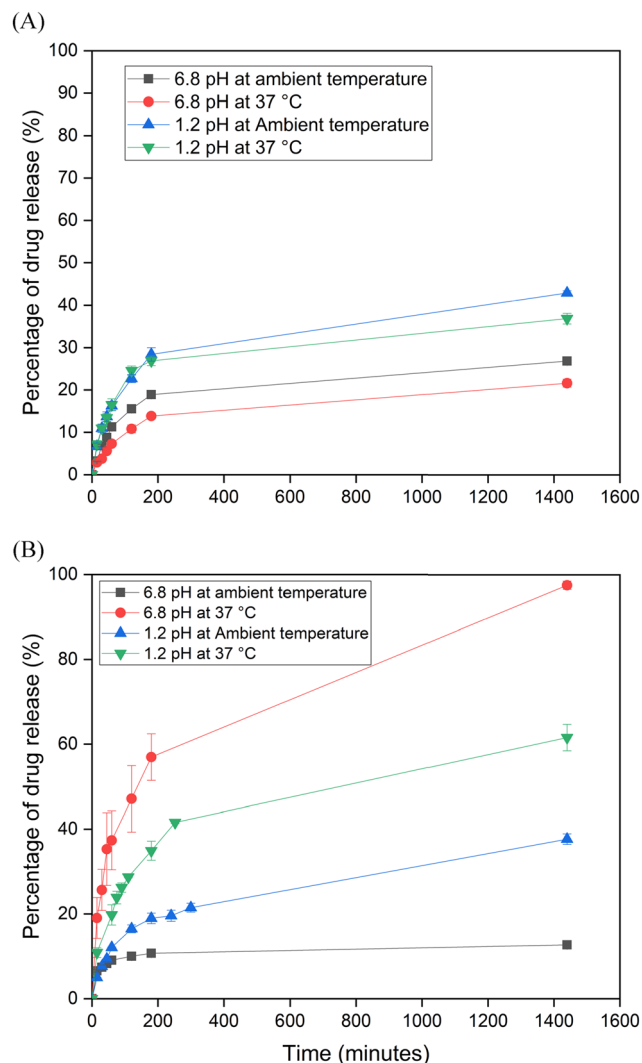 (A)
100
90
80
70
60
50
40
30
20
10
0
Percentage of drug release (%)
6.8 pH at ambient temperature
6.8 pH at 37 °C
1.2 pH at Ambient temperature
1.2 pH at 37 °C
0 200 400 600 800 1000 1200 1400 1600
(B)
100
80
60
40
20
0
Percentage of drug release (%)
6.8 pH at ambient temperature
6.8 pH at 37 °C
1.2 pH at Ambient temperature
1.2 pH at 37 °C
0 200 400 600 800 1000 1200 1400 1600
Time (minutes)